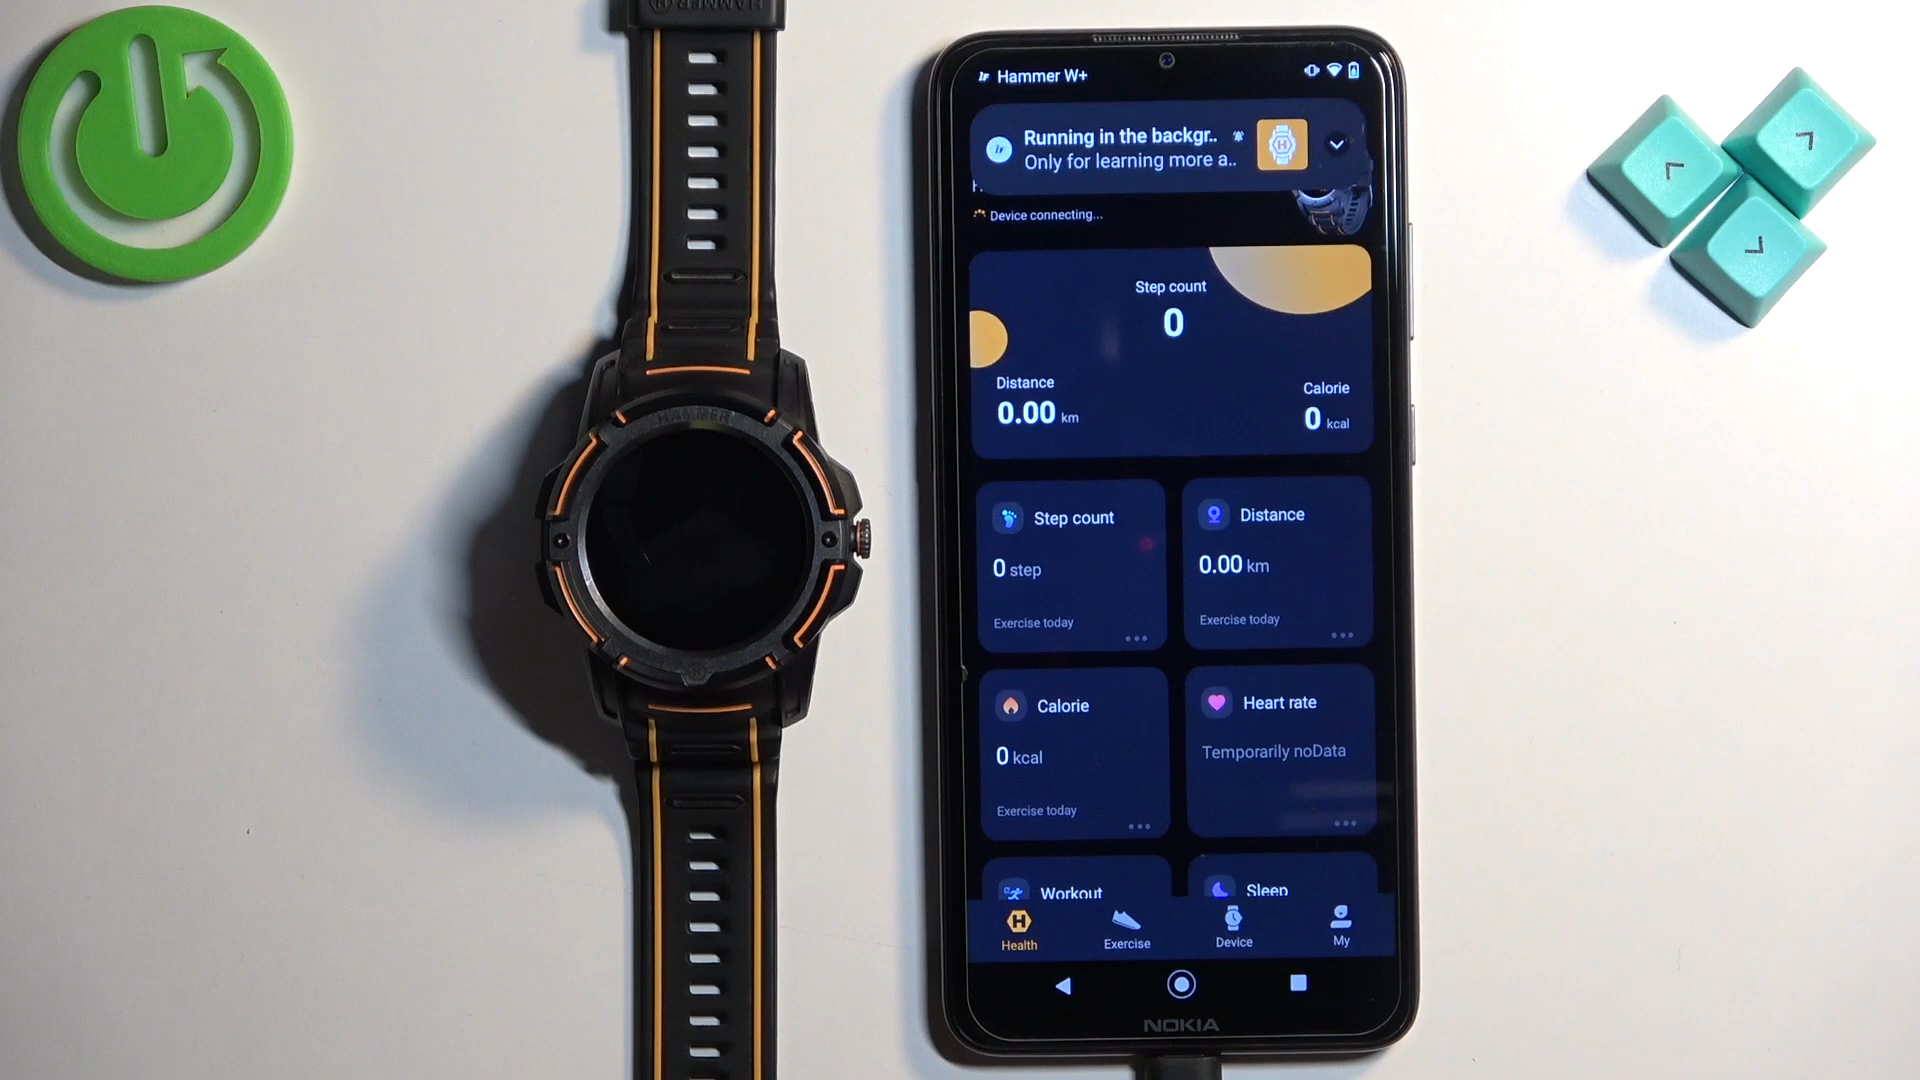 HAMMER
HAMMER
Hammer W+
Running in the backgr..
Only for learning more a..
Device connecting...
Step count
0
Distance
0.00 km
Calorie
0 kcal
Step count
0 step
Exercise today
Distance
0.00 km
Exercise today
Calorie
0 kcal
Exercise today
Heart rate
Temporarily noData
Workout
Sleep
Health
Exercise
Device
My
NOKIA